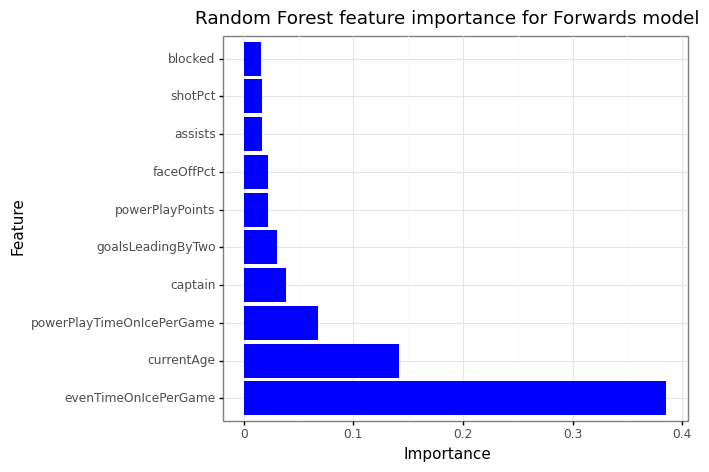 Random Forest feature importance for Forwards model
blocked
shotPct
assists
faceOffPct
powerPlayPoints
goalsLeadingByTwo
captain
powerPlayTimeOnIcePerGame
currentAge
evenTimeOnIcePerGame
Feature
0 0.1 0.2 0.3 0.4
Importance